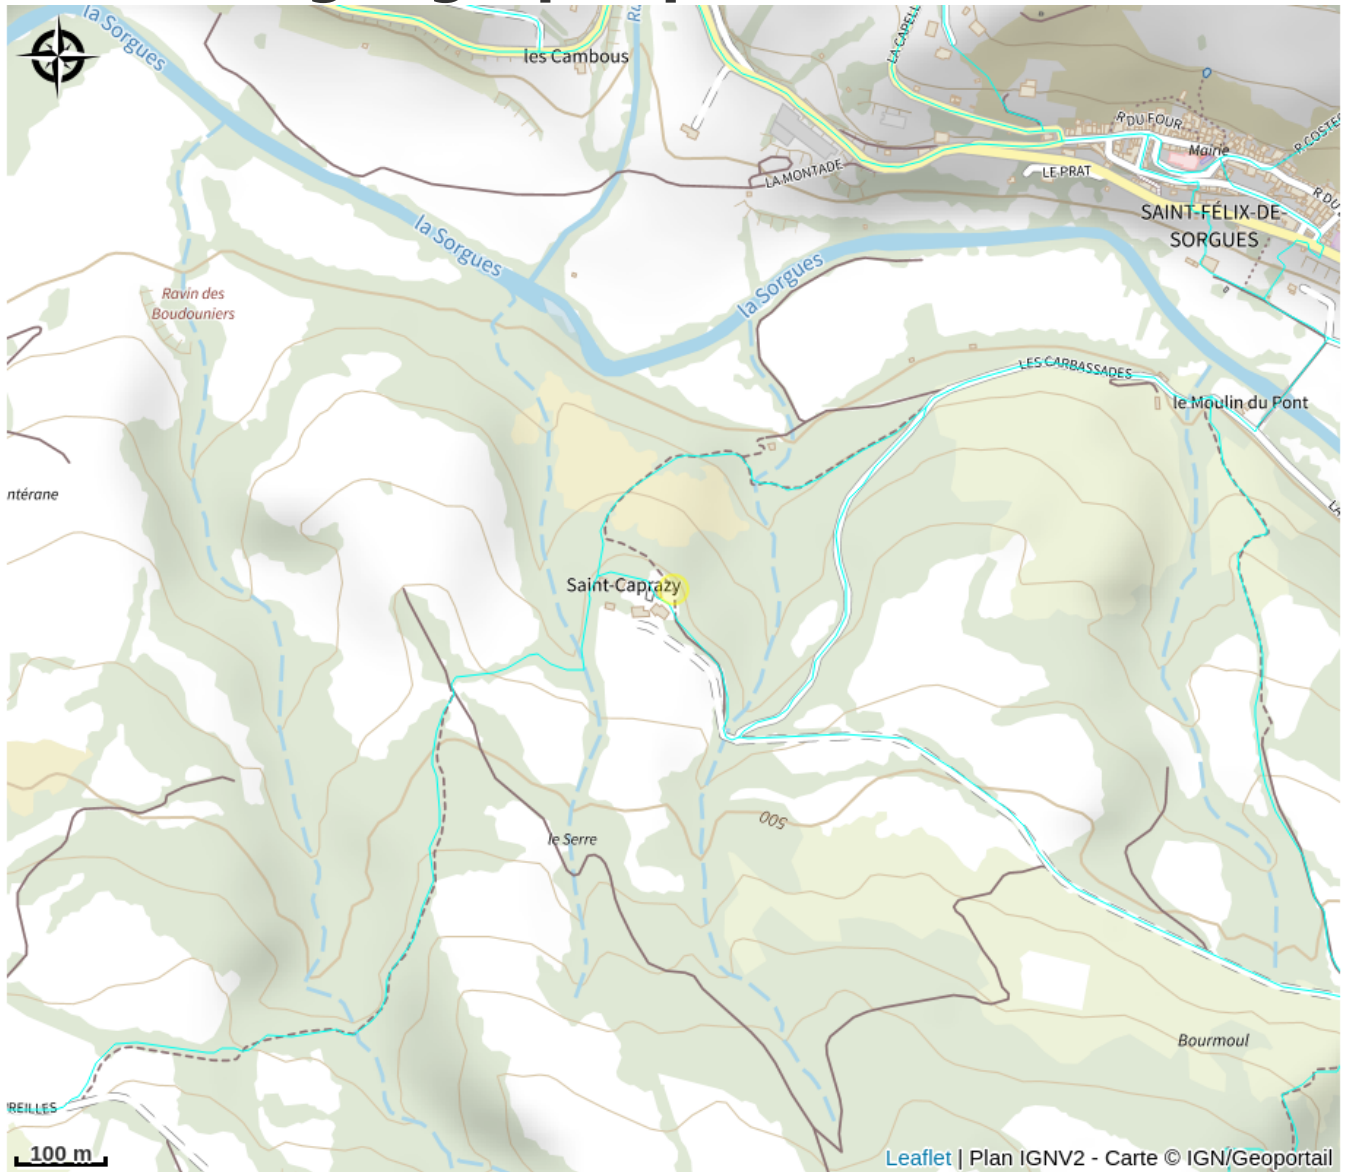 la Sorgues
les Cambous
LA CAPELL
R DU FOUR
Mairie
R COSTE
LA MONTADE
LE PRAT
R DU
SAINT-FÉLIX-DE-
SORGUES
la Sorgues
la Sorgues
Ravin des
Boudouniers
LES CARBASSADES
le Moulin du Pont
ntérane
LA
Saint-Caprazy
500
le Serre
Bourmoul
REILLES
100 m
Leaflet | Plan IGNV2 - Carte © IGN/Geoportail